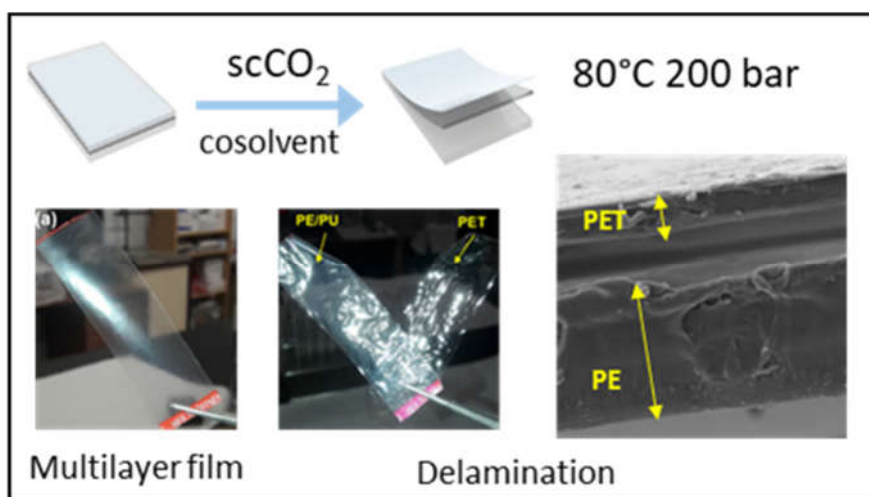 scCO₂
cosolvent
80°C 200 bar
(a)
PE/PU
PET
PET
PE
Multilayer film
Delamination